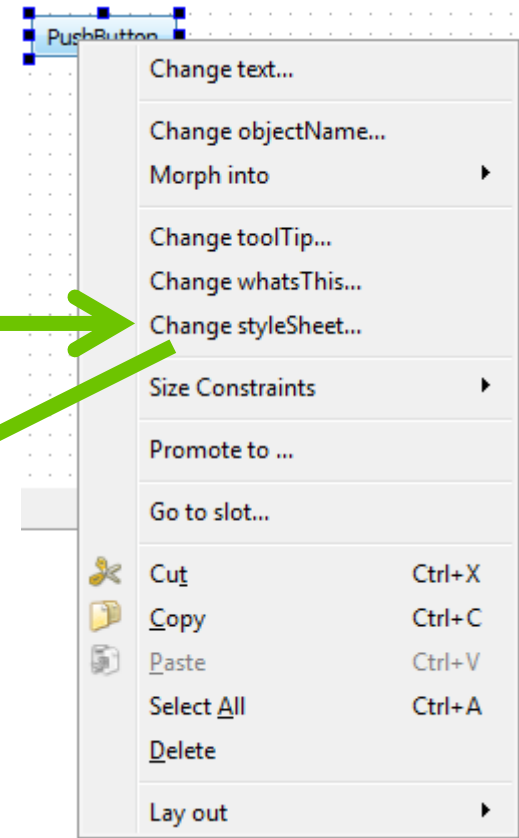 PushButton
Change text...
Change objectName...
Morph into
Change toolTip...
Change whatsThis...
Change styleSheet...
Size Constraints
Promote to ...
Go to slot...
Cut Ctrl+X
Copy Ctrl+C
Paste Ctrl+V
Select All Ctrl+A
Delete
Lay out